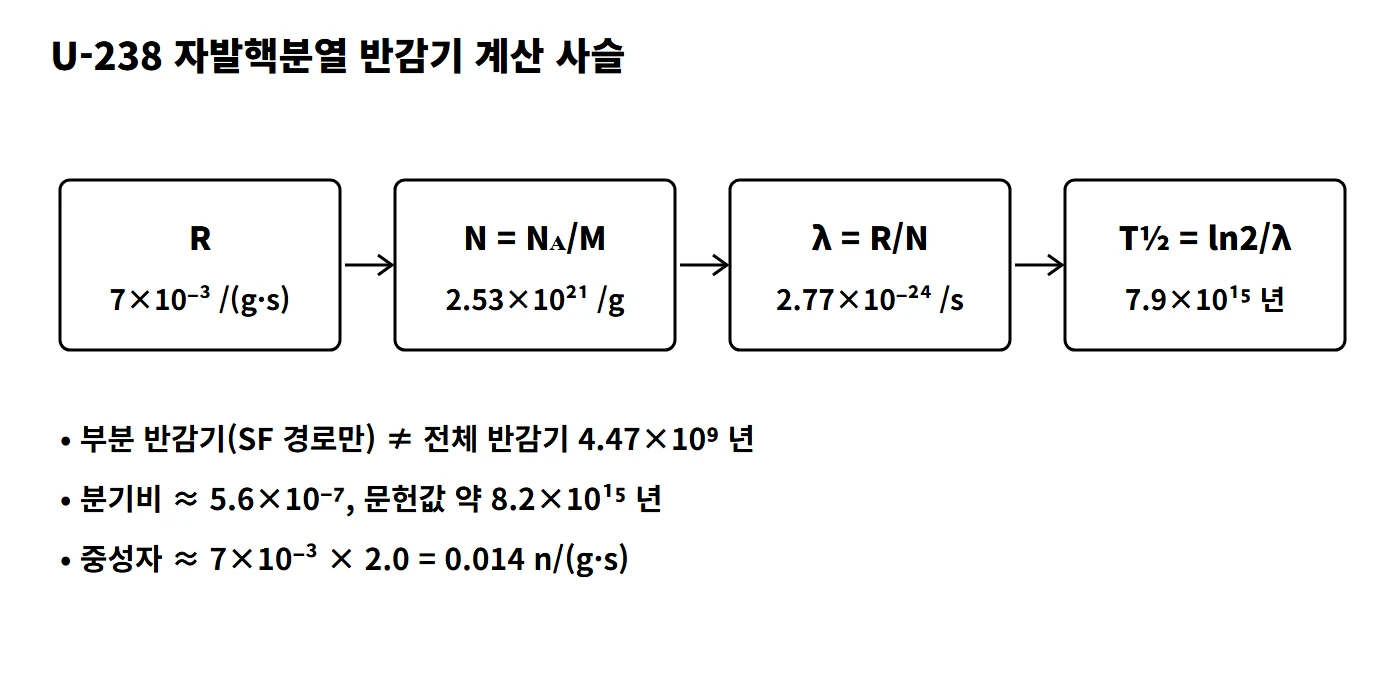 U-238 자발핵분열 반감기 계산 사슬
R
7×10⁻³ /(g·s)
N = Nᴀ/M
2.53×10²¹ /g
λ = R/N
2.77×10⁻²⁴ /s
T½ = ln2/λ
7.9×10¹⁵ 년
• 부분 반감기(SF 경로만) ≠ 전체 반감기 4.47×10⁹ 년
• 분기비 ≈ 5.6×10⁻⁷, 문헌값 약 8.2×10¹⁵ 년
• 중성자 ≈ 7×10⁻³ × 2.0 = 0.014 n/(g·s)